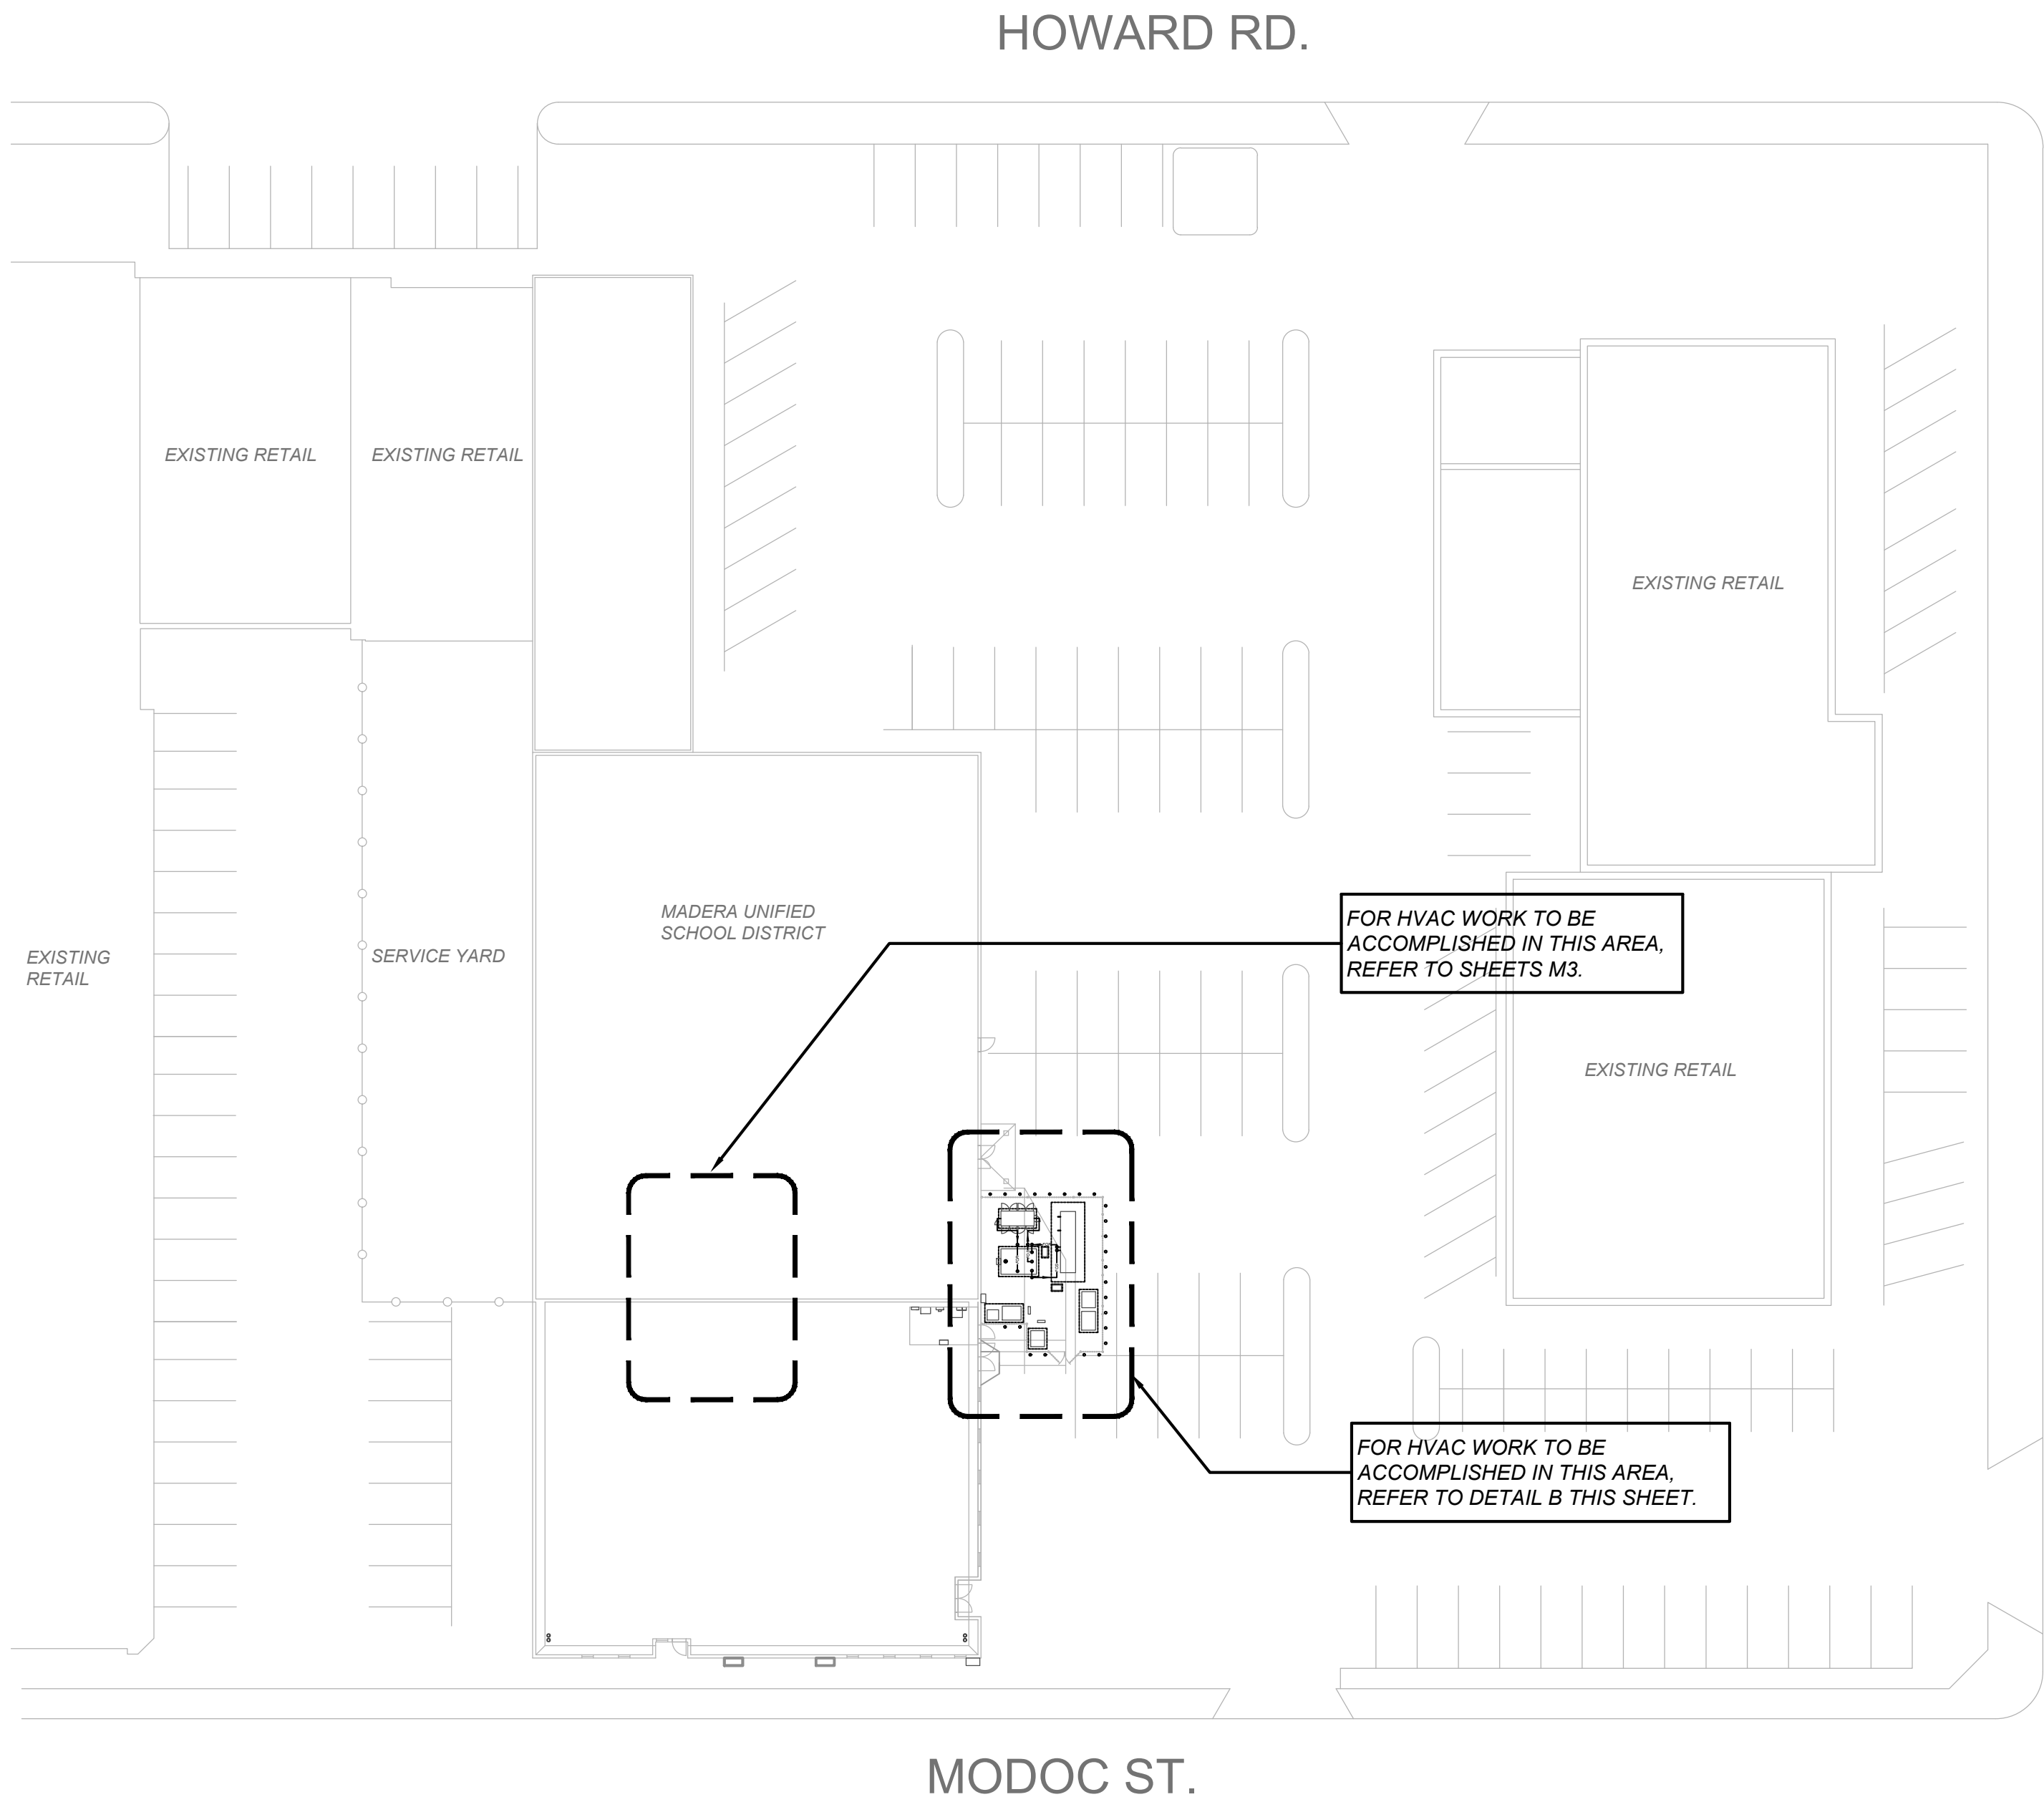 HOWARD RD.
EXISTING RETAIL
EXISTING RETAIL
EXISTING RETAIL
MADERA UNIFIED
SCHOOL DISTRICT
FOR HVAC WORK TO BE
ACCOMPLISHED IN THIS AREA,
REFER TO SHEETS M3.
EXISTING
RETAIL
SERVICE YARD
EXISTING RETAIL
FOR HVAC WORK TO BE
ACCOMPLISHED IN THIS AREA,
REFER TO DETAIL B THIS SHEET.
MODOC ST.